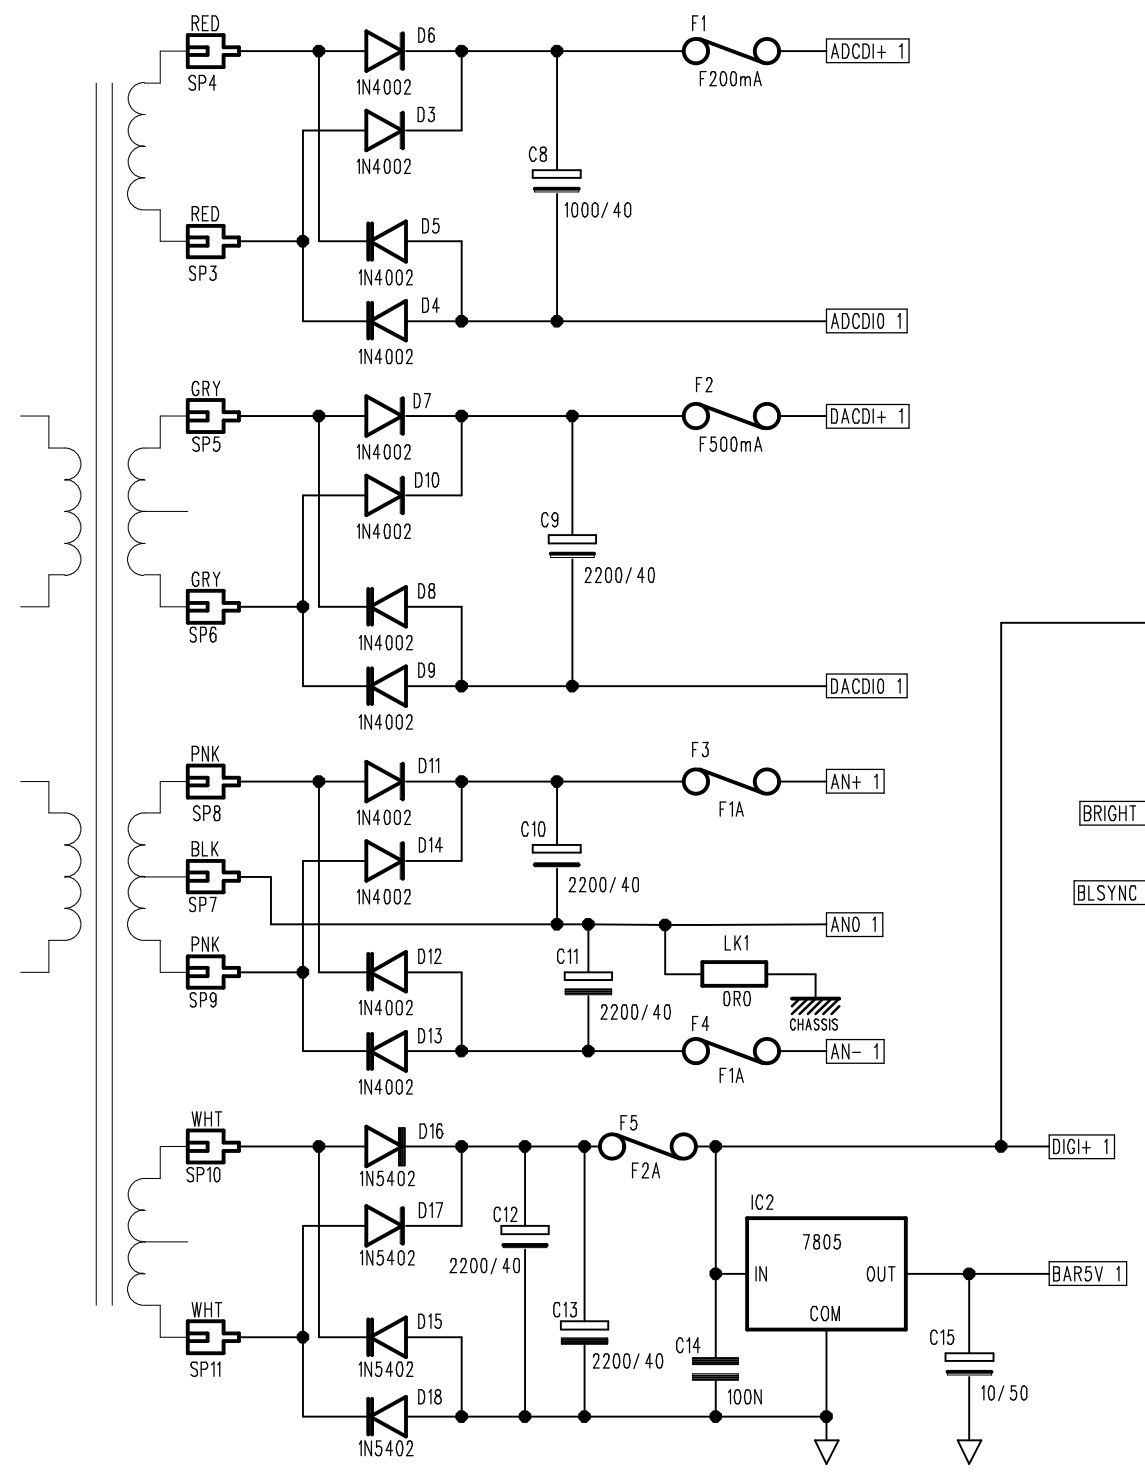 RED
SP4
D6
1N4002
F1
F200mA
ADCDI+ 1
D3
1N4002
C8
1000/40
RED
SP3
D5
1N4002
D4
1N4002
ADCDI0 1
GRY
SP5
D7
1N4002
F2
F500mA
DACDI+ 1
D10
1N4002
C9
2200/40
GRY
SP6
D8
1N4002
D9
1N4002
DACDI0 1
PNK
SP8
D11
1N4002
F3
F1A
AN+ 1
BRIGHT
C10
2200/40
D14
1N4002
BLK
SP7
BLSYNC
AN0 1
PNK
SP9
D12
1N4002
C11
2200/40
LK1
0R0
CHASSIS
D13
1N4002
F4
F1A
AN- 1
WHT
SP10
D16
1N5402
F5
F2A
DIGI+ 1
D17
1N5402
C12
2200/40
IC2
7805
IN
OUT
COM
BAR5V 1
WHT
SP11
D15
1N5402
C13
2200/40
C14
100N
C15
10/50
D18
1N5402